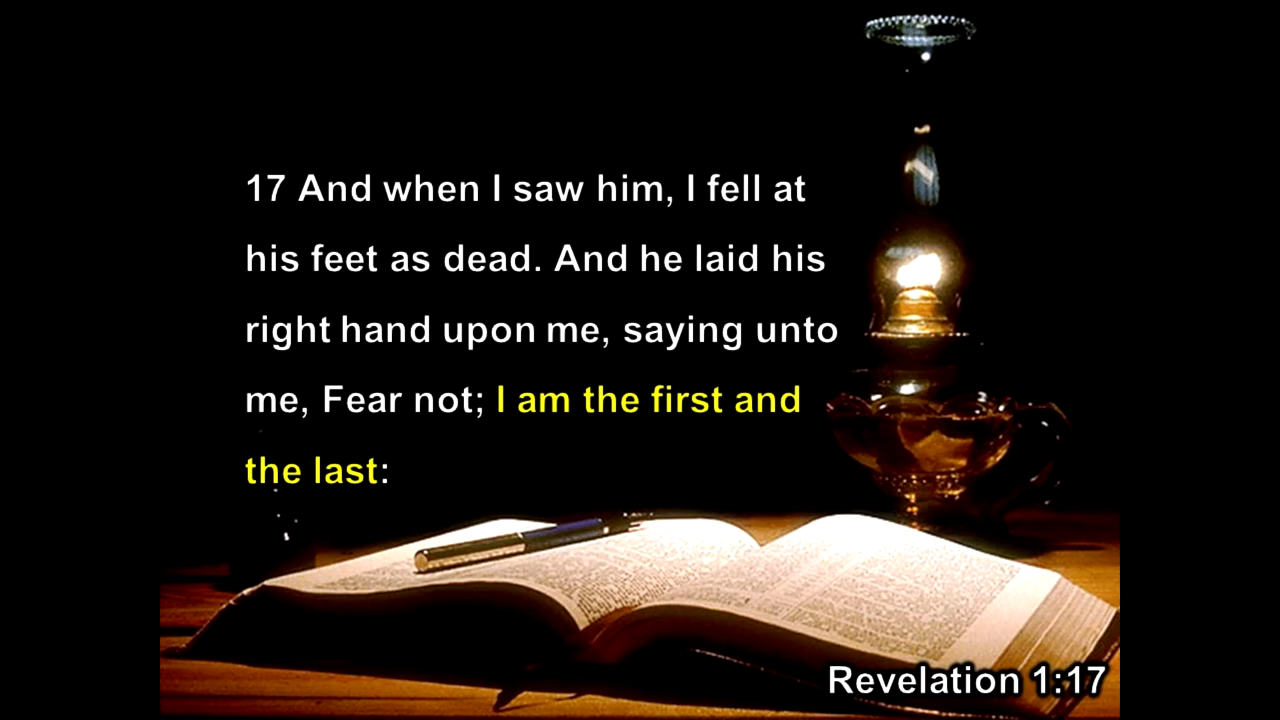 17 And when I saw him, I fell at
his feet as dead. And he laid his
right hand upon me, saying unto
me, Fear not; I am the first and
the last:
Revelation 1:17